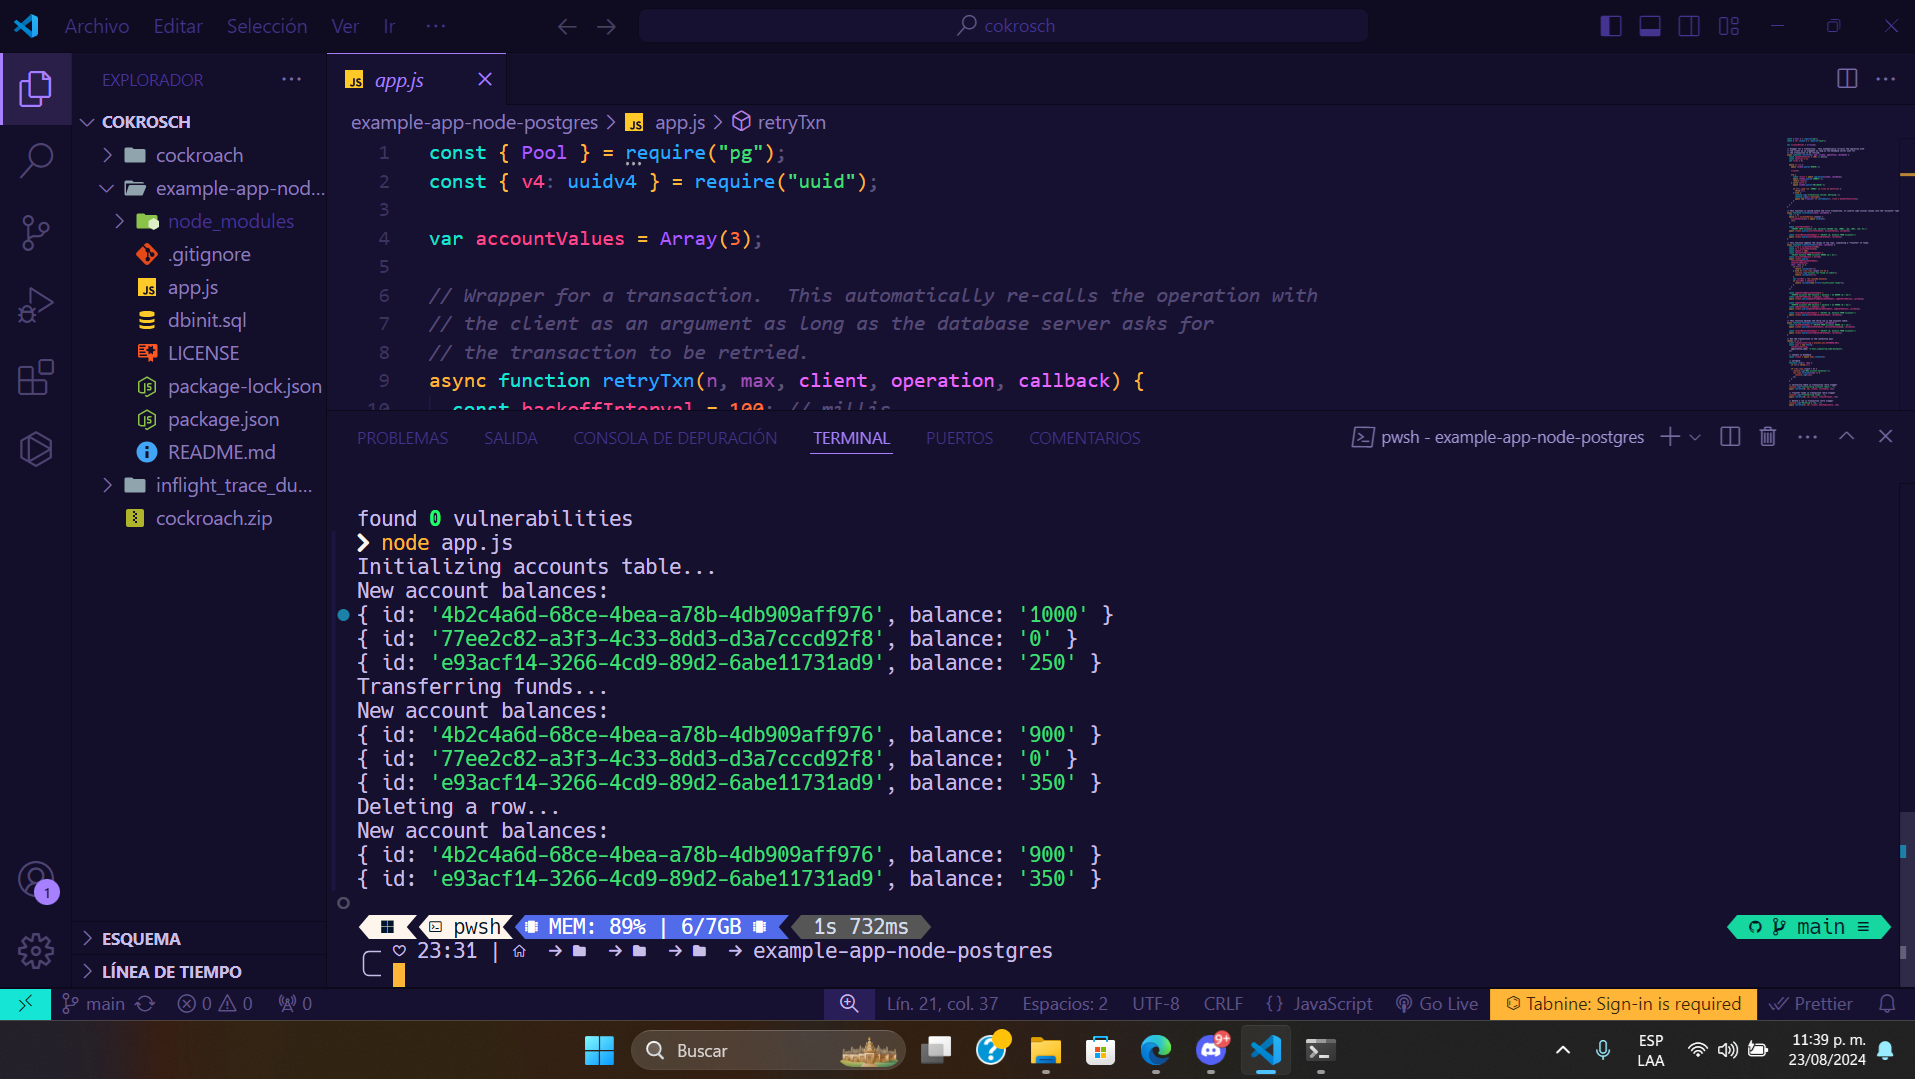 Archivo Editar Selección Ver Ir ··· cokrosch
EXPLORADOR ···
COKROSCH
cockroach
example-app-nod...
node_modules
.gitignore
app.js
dbinit.sql
LICENSE
package-lock.json
package.json
README.md
inflight_trace_du...
cockroach.zip
ESQUEMA
LÍNEA DE TIEMPO
1
JS app.js
example-app-node-postgres > JS app.js > retryTxn
1 const { Pool } = require("pg");
2 const { v4: uuidv4 } = require("uuid");
3
4 var accountValues = Array(3);
5
6 // Wrapper for a transaction.  This automatically re-calls the operation with
7 // the client as an argument as long as the database server asks for
8 // the transaction to be retried.
9 async function retryTxn(n, max, client, operation, callback) {
10 const backoffInterval = 100; // millis
PROBLEMAS SALIDA CONSOLA DE DEPURACIÓN TERMINAL PUERTOS COMENTARIOS pwsh - example-app-node-postgres
found 0 vulnerabilities
❯ node app.js
Initializing accounts table...
New account balances:
{ id: '4b2c4a6d-68ce-4bea-a78b-4db909aff976', balance: '1000' }
{ id: '77ee2c82-a3f3-4c33-8dd3-d3a7cccd92f8', balance: '0' }
{ id: 'e93acf14-3266-4cd9-89d2-6abe11731ad9', balance: '250' }
Transferring funds...
New account balances:
{ id: '4b2c4a6d-68ce-4bea-a78b-4db909aff976', balance: '900' }
{ id: '77ee2c82-a3f3-4c33-8dd3-d3a7cccd92f8', balance: '0' }
{ id: 'e93acf14-3266-4cd9-89d2-6abe11731ad9', balance: '350' }
Deleting a row...
New account balances:
{ id: '4b2c4a6d-68ce-4bea-a78b-4db909aff976', balance: '900' }
{ id: 'e93acf14-3266-4cd9-89d2-6abe11731ad9', balance: '350' }
pwsh MEM: 89% | 6/7GB 1s 732ms main ≡
♡ 23:31 | → → → → example-app-node-postgres
main 0 0 0 Lín. 21, col. 37 Espacios: 2 UTF-8 CRLF {} JavaScript Go Live Tabnine: Sign-in is required Prettier
Buscar 9+ ESP LAA 11:39 p. m. 23/08/2024